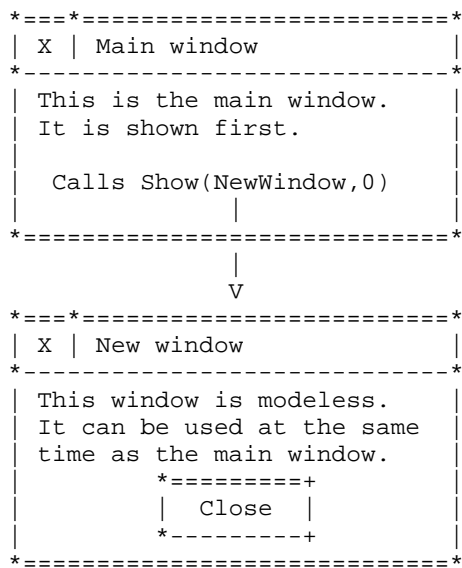 *===*=========================*
| X | Main window             |
*-----------------------------*
| This is the main window.    |
| It is shown first.          |
|                             |
|  Calls Show(NewWindow,0)    |
|              |              |
*=============================*
               |
               V
*===*=========================*
| X | New window              |
*-----------------------------*
| This window is modeless.    |
| It can be used at the same  |
| time as the main window.    |
|         *=========+         |
|         |  Close  |         |
|         *---------+         |
*=============================*